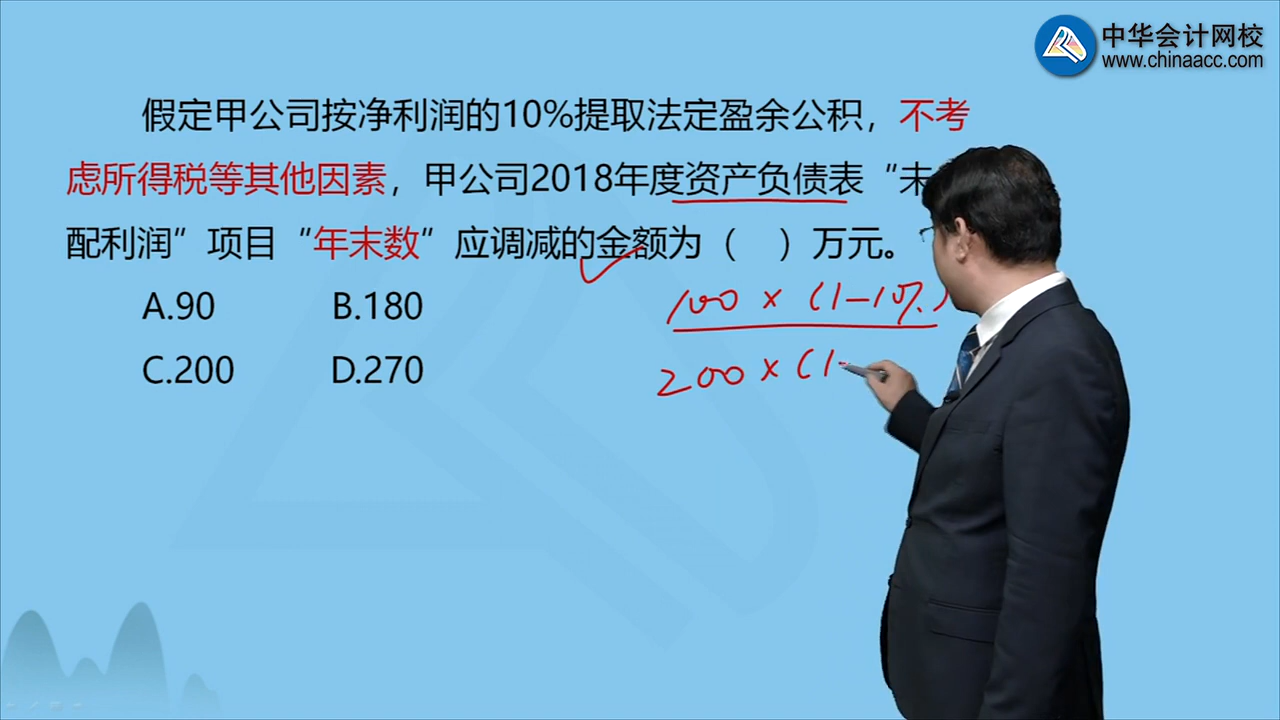 中华会计网校
www.chinaacc.com
假定甲公司按净利润的10%提取法定盈余公积，不考
虑所得税等其他因素，甲公司2018年度资产负债表“未
配利润”项目“年末数”应调减的金额为（ ）万元。
A.90 B.180
100 × (1-10%)
C.200 D.270
200 × (1-